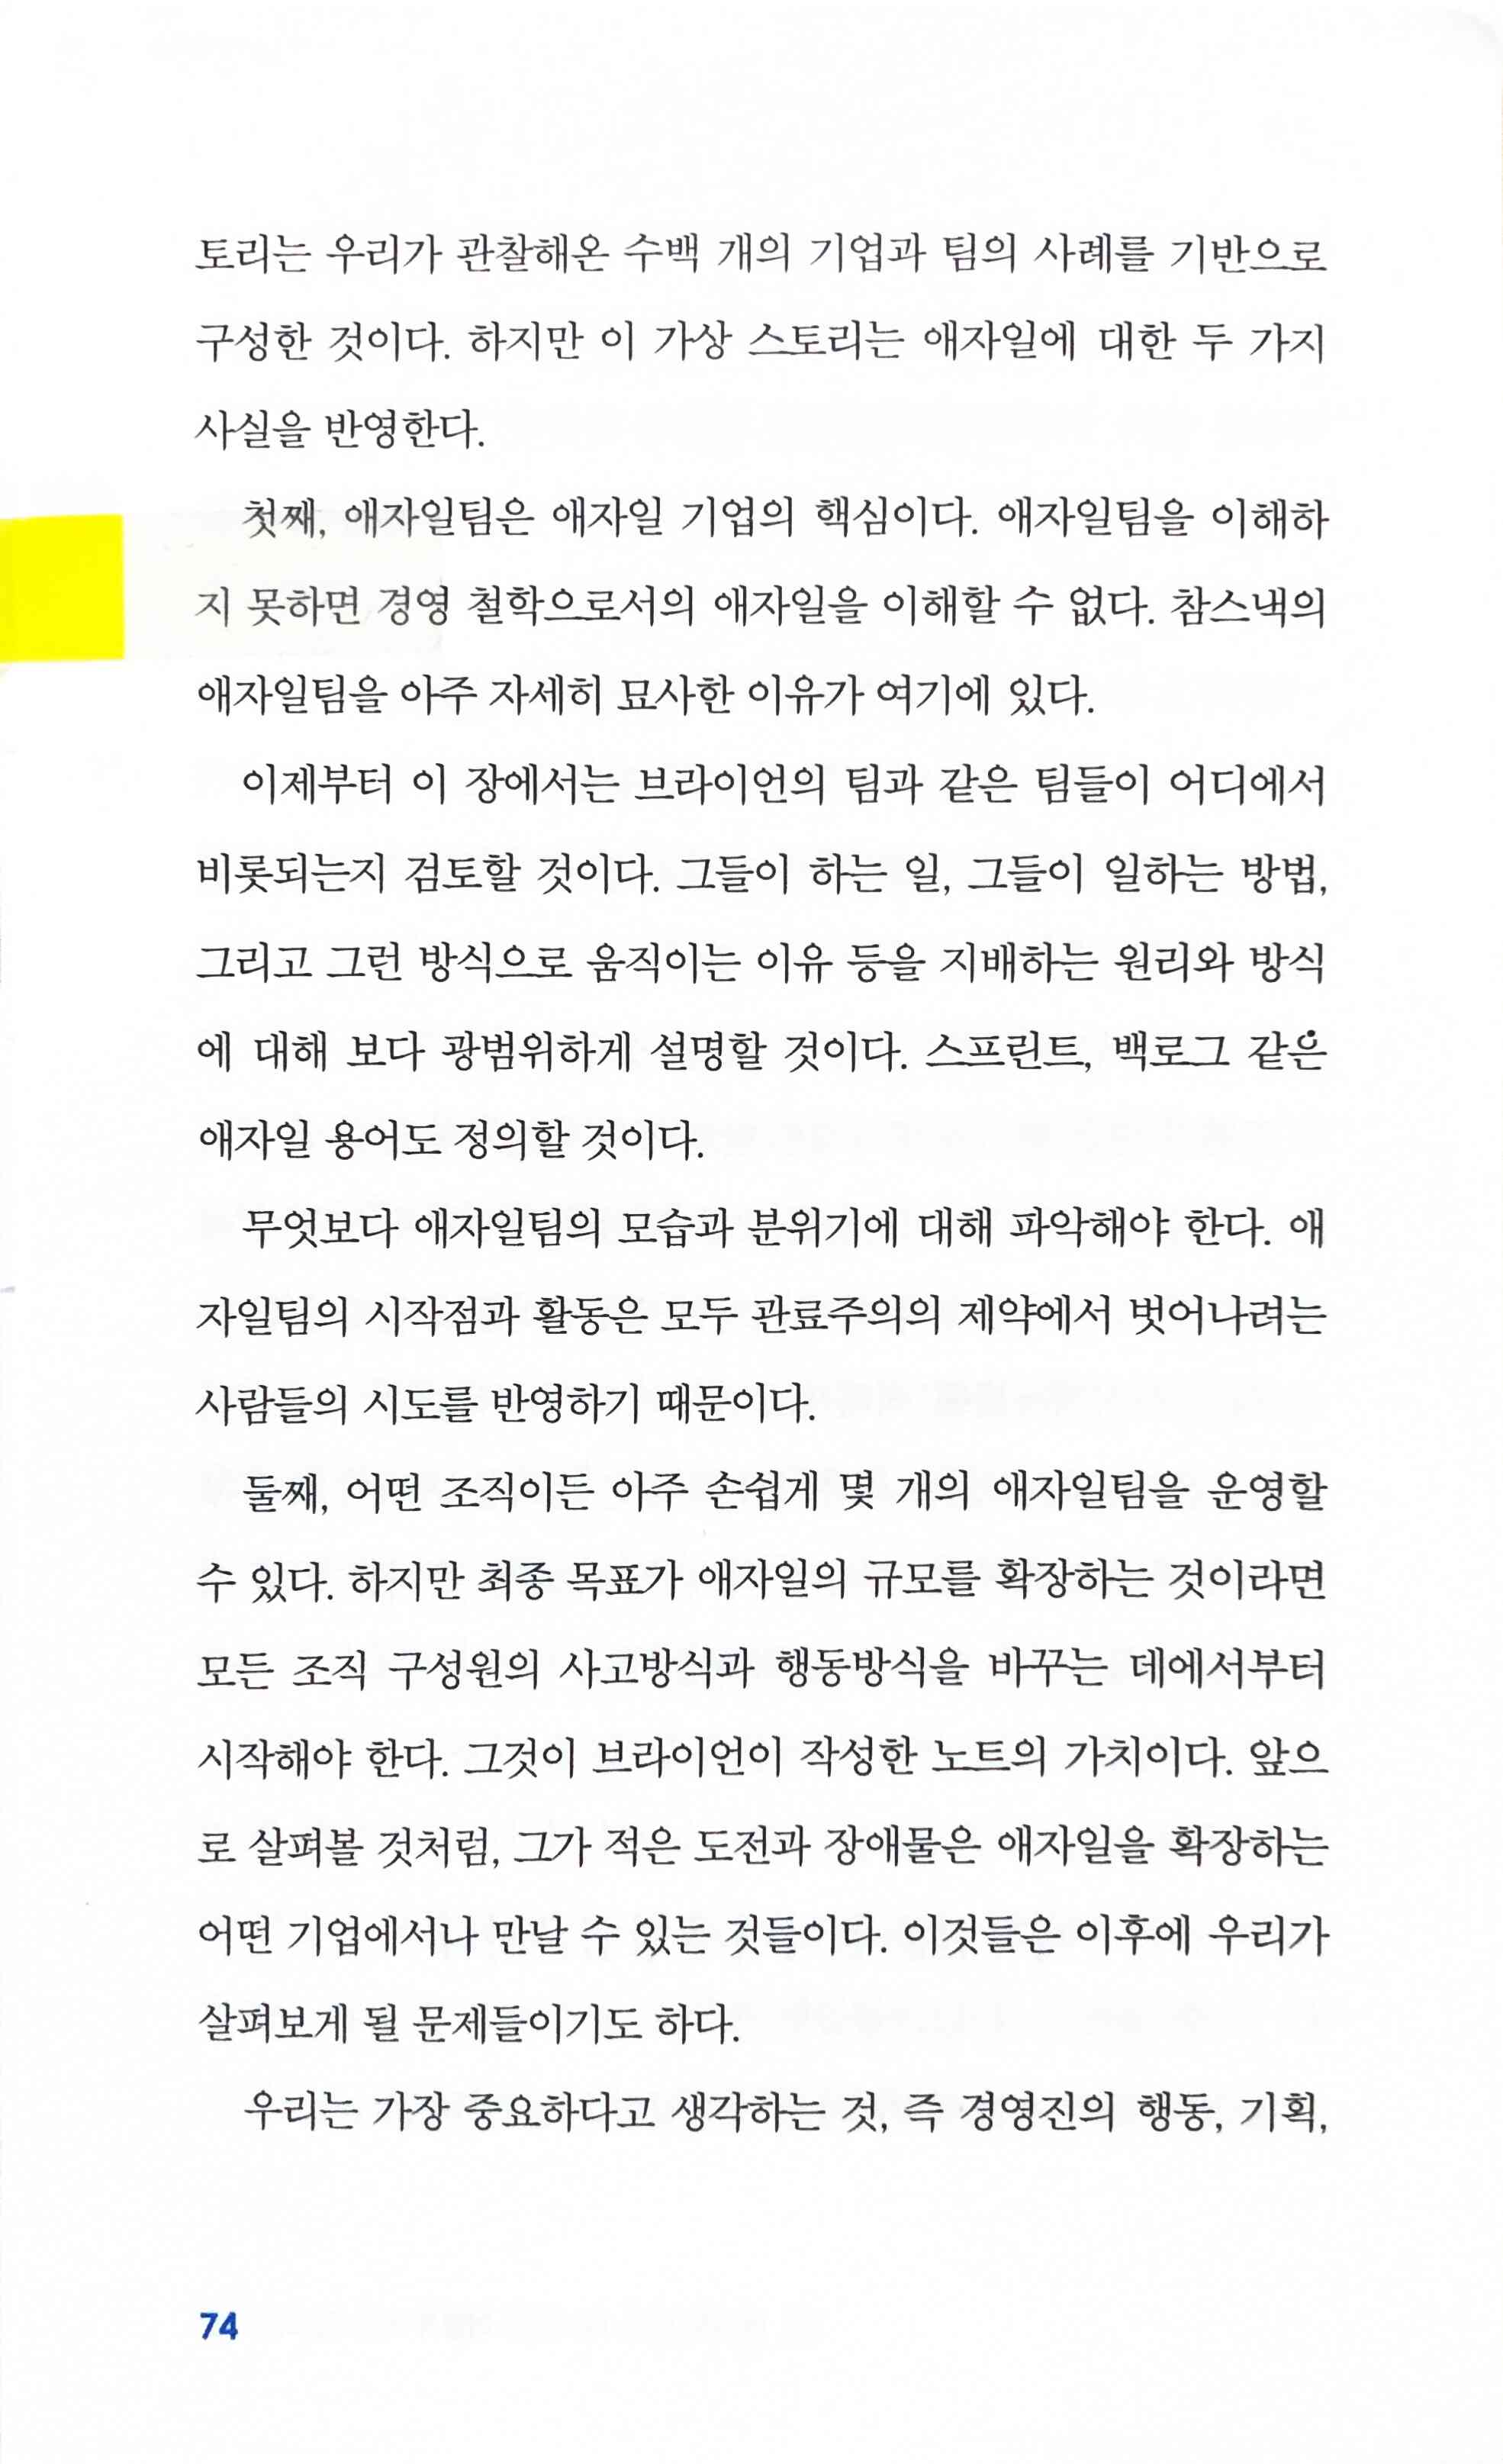 토리는 우리가 관찰해온 수백 개의 기업과 팀의 사례를 기반으로
구성한 것이다. 하지만 이 가상 스토리는 애자일에 대한 두 가지
사실을 반영한다.
첫째, 애자일팀은 애자일 기업의 핵심이다. 애자일팀을 이해하
지 못하면 경영 철학으로서의 애자일을 이해할 수 없다. 참스낵의
애자일팀을 아주 자세히 묘사한 이유가 여기에 있다.
이제부터 이 장에서는 브라이언의 팀과 같은 팀들이 어디에서
비롯되는지 검토할 것이다. 그들이 하는 일, 그들이 일하는 방법,
그리고 그런 방식으로 움직이는 이유 등을 지배하는 원리와 방식
에 대해 보다 광범위하게 설명할 것이다. 스프린트, 백로그 같은
애자일 용어도 정의할 것이다.
무엇보다 애자일팀의 모습과 분위기에 대해 파악해야 한다. 애
자일팀의 시작점과 활동은 모두 관료주의의 제약에서 벗어나려는
사람들의 시도를 반영하기 때문이다.
둘째, 어떤 조직이든 아주 손쉽게 몇 개의 애자일팀을 운영할
수 있다. 하지만 최종 목표가 애자일의 규모를 확장하는 것이라면
모든 조직 구성원의 사고방식과 행동방식을 바꾸는 데에서부터
시작해야 한다. 그것이 브라이언이 작성한 노트의 가치이다. 앞으
로 살펴볼 것처럼, 그가 적은 도전과 장애물은 애자일을 확장하는
어떤 기업에서나 만날 수 있는 것들이다. 이것들은 이후에 우리가
살펴보게 될 문제들이기도 하다.
우리는 가장 중요하다고 생각하는 것, 즉 경영진의 행동, 기획,
74